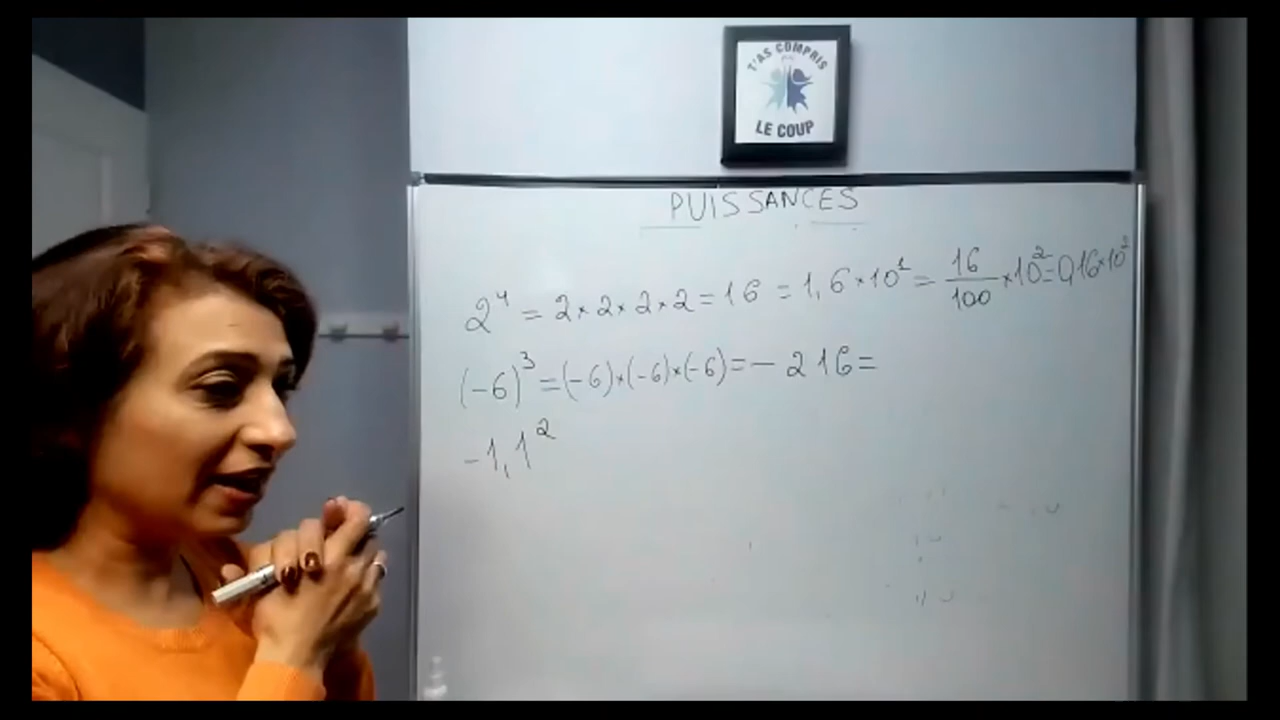 T'AS COMPRIS
LE COUP
PUISSANCES
2⁴ = 2 × 2 × 2 × 2 = 16 = 1,6 × 10¹ = 16/100 × 10² = 0,16 × 10²
(-6)³ = (-6) × (-6) × (-6) = - 216 =
-1,1²